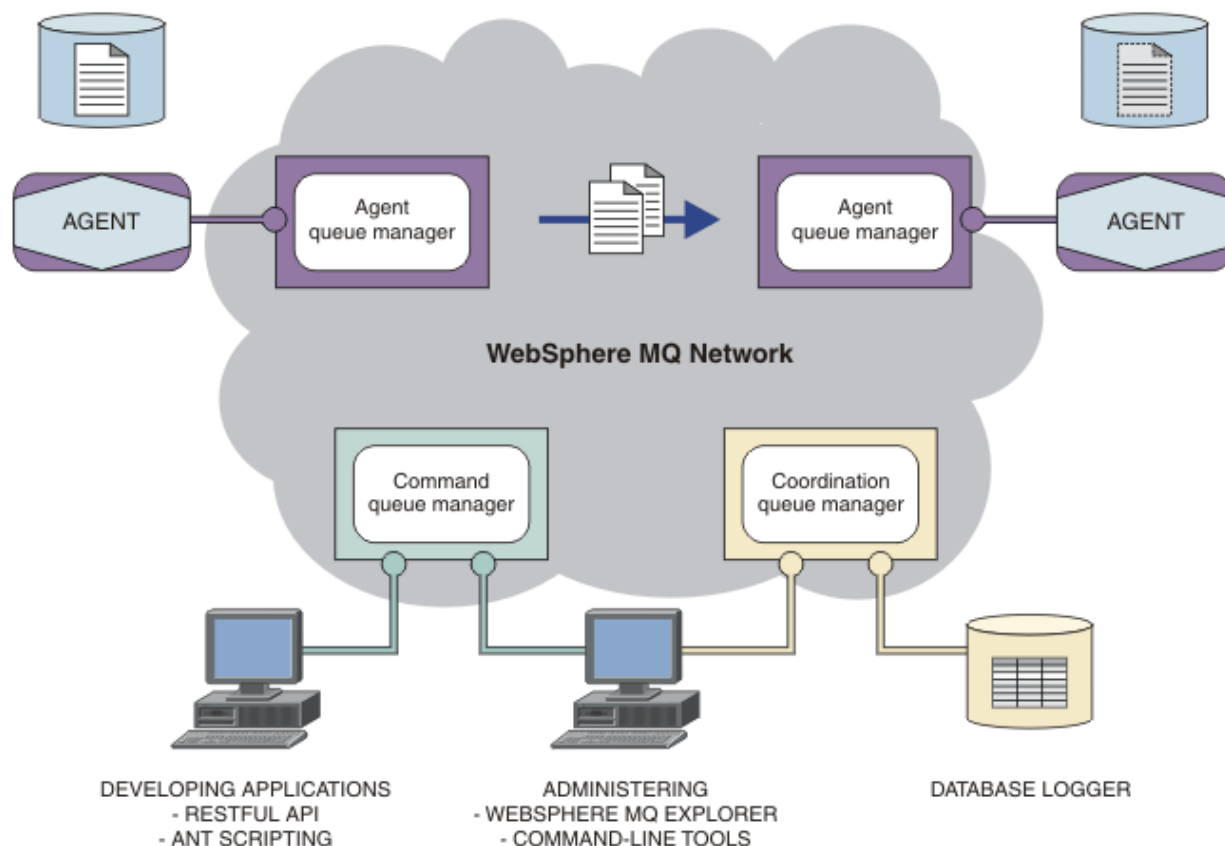 AGENT
Agent
queue manager
Agent
queue manager
AGENT
WebSphere MQ Network
Command
queue manager
Coordination
queue manager
DEVELOPING APPLICATIONS
- RESTFUL API
- ANT SCRIPTING
ADMINISTERING
- WEBSPHERE MQ EXPLORER
- COMMAND-LINE TOOLS
DATABASE LOGGER